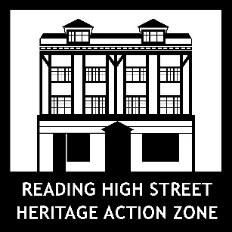 READING HIGH STREET
HERITAGE ACTION ZONE